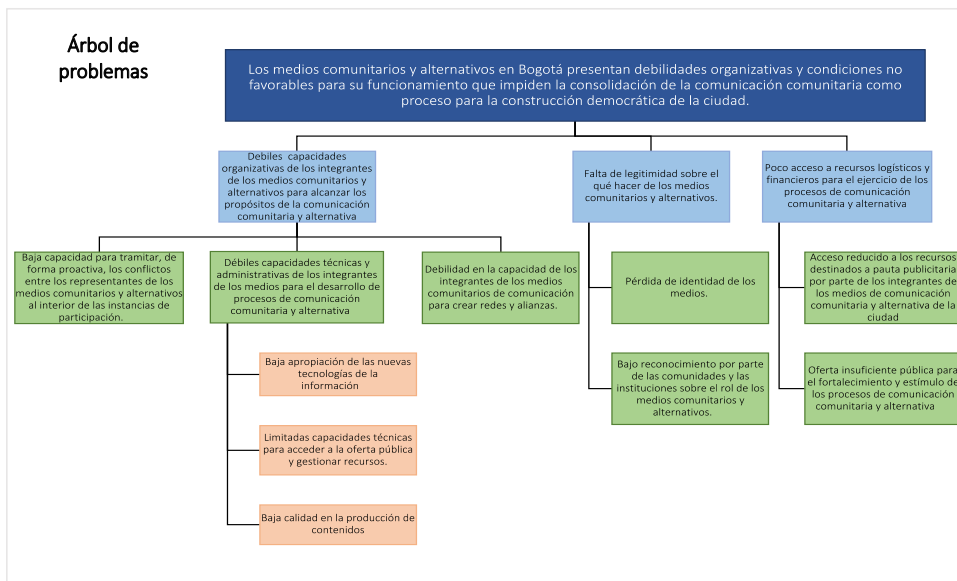 Árbol de
problemas
Los medios comunitarios y alternativos en Bogotá presentan debilidades organizativas y condiciones no
favorables para su funcionamiento que impiden la consolidación de la comunicación comunitaria como
proceso para la construcción democrática de la ciudad.
Debiles capacidades
organizativas de los integrantes
de los medios comunitarios y
alternativos para alcanzar los
propósitos de la comunicación
comunitaria y alternativa
Falta de legitimidad sobre el
qué hacer de los medios
comunitarios y alternativos.
Poco acceso a recursos logísticos y
financieros para el ejercicio de los
procesos de comunicación
comunitaria y alternativa
Baja capacidad para tramitar, de
forma proactiva, los conflictos
entre los representantes de los
medios comunitarios y alternativos
al interior de las instancias de
participación.
Débiles capacidades técnicas y
administrativas de los integrantes
de los medios para el desarrollo de
procesos de comunicación
comunitaria y alternativa
Debilidad en la capacidad de los
integrantes de los medios
comunitarios de comunicación
para crear redes y alianzas.
Pérdida de identidad de los
medios.
Acceso reducido a los recursos
destinados a pauta publicitaria
por parte de los integrantes de
los medios de comunicación
comunitaria y alternativa de la
ciudad
Baja apropiación de las nuevas
tecnologías de la
información
Bajo reconocimiento por parte
de las comunidades y las
instituciones sobre el rol de los
medios comunitarios y
alternativos.
Oferta insuficiente pública para
el fortalecimiento y estímulo de
los procesos de comunicación
comunitaria y alternativa
Limitadas capacidades técnicas
para acceder a la oferta pública
y gestionar recursos.
Baja calidad en la producción de
contenidos